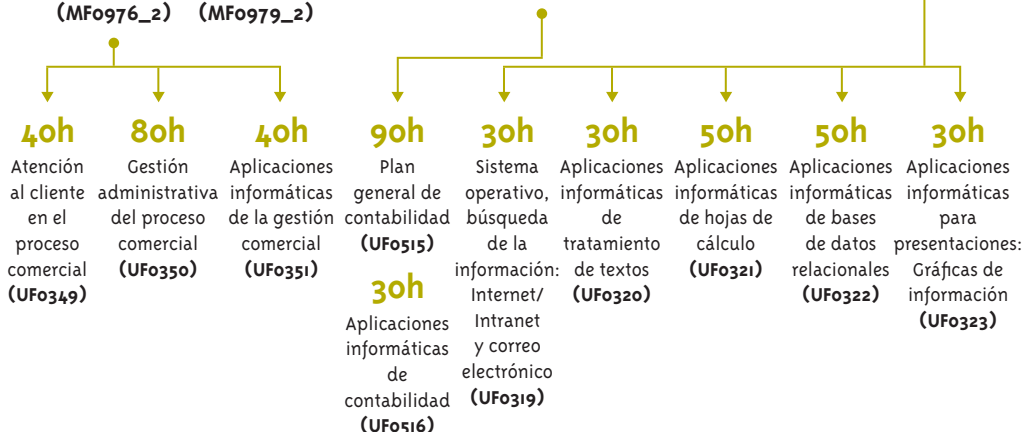 (MF0976_2) (MF0979_2)
40h
Atención
al cliente
en el
proceso
comercial
(UF0349)
80h
Gestión
administrativa
del proceso
comercial
(UF0350)
40h
Aplicaciones
informáticas
de la gestión
comercial
(UF0351)
90h
Plan
general de
contabilidad
(UF0515)
30h
Aplicaciones
informáticas
de
contabilidad
(UF0516)
30h
Sistema
operativo,
búsqueda
de la
información:
Internet/
Intranet
y correo
electrónico
(UF0319)
30h
Aplicaciones
informáticas
de
tratamiento
de textos
(UF0320)
50h
Aplicaciones
informáticas
de hojas de
cálculo
(UF0321)
50h
Aplicaciones
informáticas
de bases
de datos
relacionales
(UF0322)
30h
Aplicaciones
informáticas
para
presentaciones:
Gráficas de
información
(UF0323)